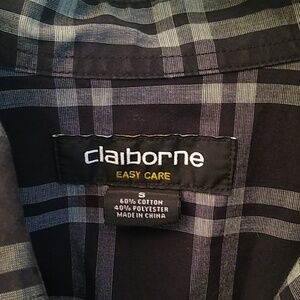 claiborne
EASY CARE
S
60% COTTON
40% POLYESTER
MADE IN CHINA